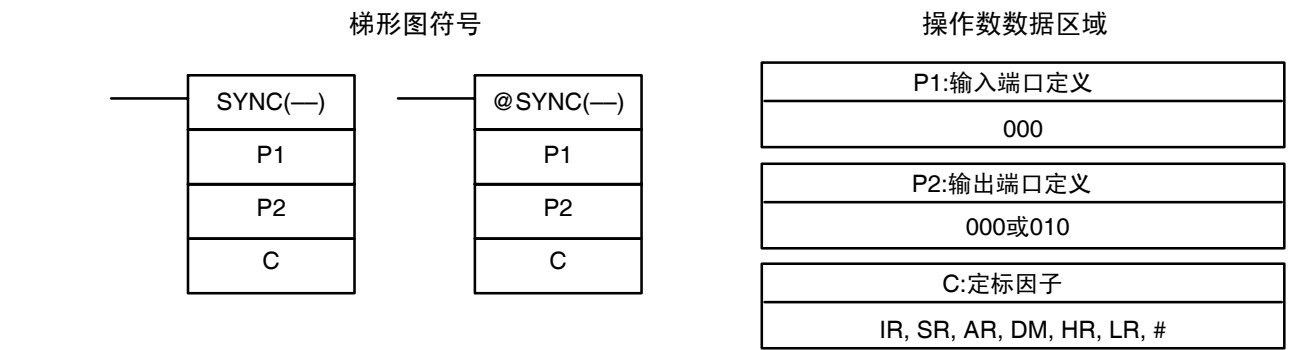 梯形图符号
操作数数据区域
SYNC(—)
P1
P2
C
@SYNC(—)
P1
P2
C
P1:输入端口定义
000
P2:输出端口定义
000或010
C:定标因子
IR, SR, AR, DM, HR, LR, #